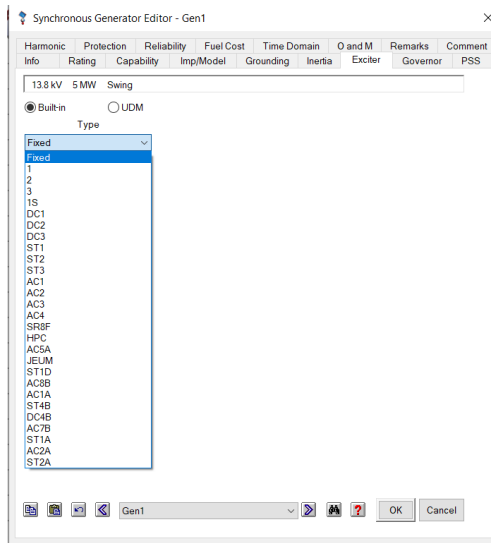 Synchronous Generator Editor - Gen1
Harmonic Protection Reliability Fuel Cost Time Domain O and M Remarks Comment
Info Rating Capability Imp/Model Grounding Inertia Exciter Governor PSS
13.8 kV 5 MW Swing
Built-in UDM
Type
Fixed
Fixed
1
2
3
1S
DC1
DC2
DC3
ST1
ST2
ST3
AC1
AC2
AC3
AC4
SR8F
HPC
AC5A
JEUM
ST1D
AC8B
AC1A
ST4B
DC4B
AC7B
ST1A
AC2A
ST2A
Gen1 ? OK Cancel